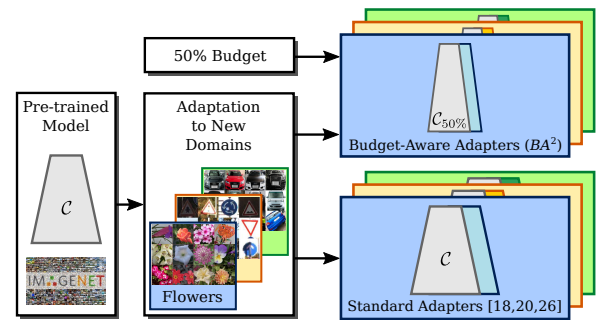 50% Budget
Pre-trained
Model
C
IMAGENET
Adaptation
to New
Domains
Flowers
C50%
Budget-Aware Adapters (BA²)
C
Standard Adapters [18,20,26]